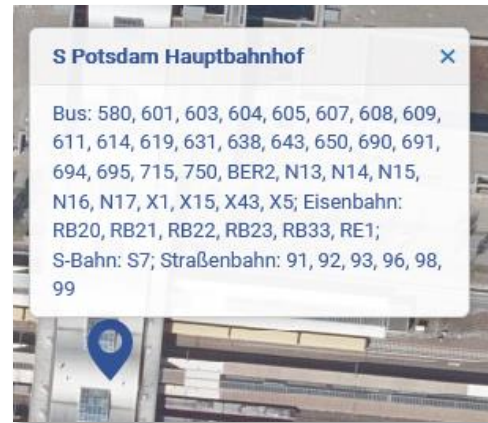 S Potsdam Hauptbahnhof ×
Bus: 580, 601, 603, 604, 605, 607, 608, 609,
611, 614, 619, 631, 638, 643, 650, 690, 691,
694, 695, 715, 750, BER2, N13, N14, N15,
N16, N17, X1, X15, X43, X5; Eisenbahn:
RB20, RB21, RB22, RB23, RB33, RE1;
S-Bahn: S7; Straßenbahn: 91, 92, 93, 96, 98,
99